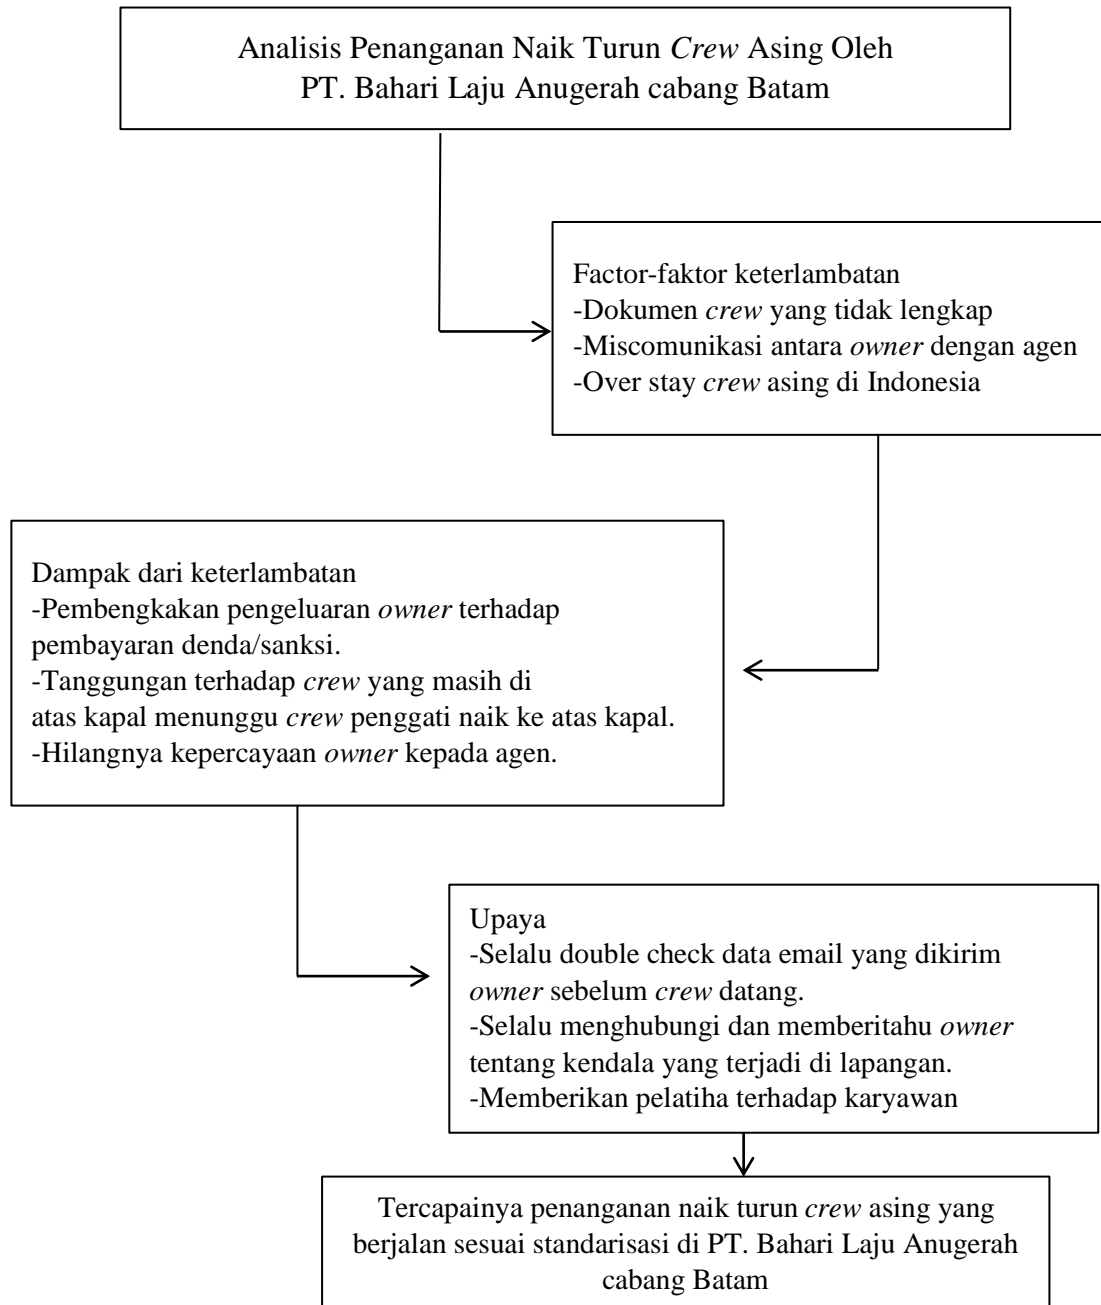 Analisis Penanganan Naik Turun Crew Asing Oleh
PT. Bahari Laju Anugerah cabang Batam
Factor-faktor keterlambatan
-Dokumen crew yang tidak lengkap
-Miscomunikasi antara owner dengan agen
-Over stay crew asing di Indonesia
Dampak dari keterlambatan
-Pembengkakan pengeluaran owner terhadap
pembayaran denda/sanksi.
-Tanggungan terhadap crew yang masih di
atas kapal menunggu crew penggati naik ke atas kapal.
-Hilangnya kepercayaan owner kepada agen.
Upaya
-Selalu double check data email yang dikirim
owner sebelum crew datang.
-Selalu menghubungi dan memberitahu owner
tentang kendala yang terjadi di lapangan.
-Memberikan pelatiha terhadap karyawan
Tercapainya penanganan naik turun crew asing yang
berjalan sesuai standarisasi di PT. Bahari Laju Anugerah
cabang Batam